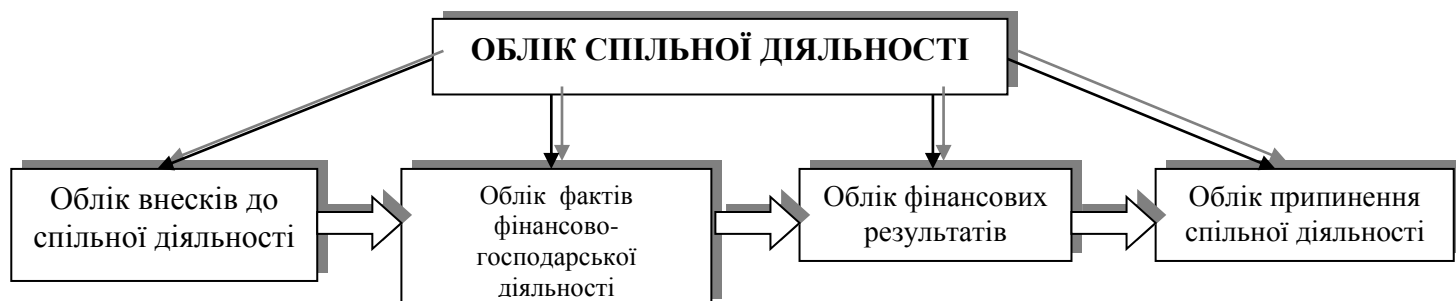 ОБЛІК СПІЛЬНОЇ ДІЯЛЬНОСТІ
Облік внесків до
спільної діяльності
Облік фактів
фінансово-
господарської
діяльності
Облік фінансових
результатів
Облік припинення
спільної діяльності